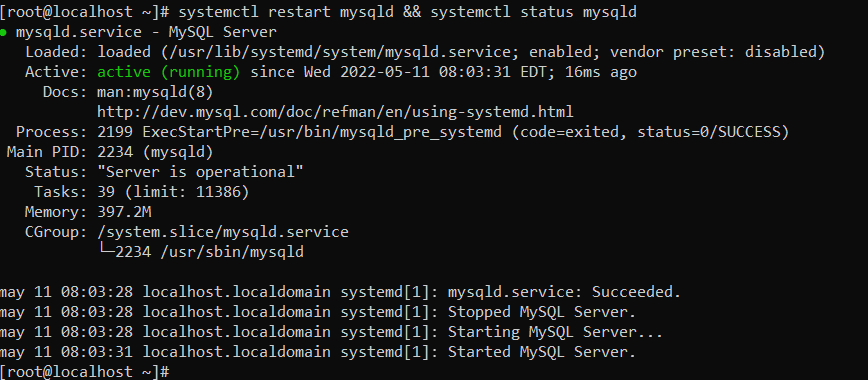 [root@localhost ~]# systemctl restart mysqld && systemctl status mysqld
● mysqld.service - MySQL Server
   Loaded: loaded (/usr/lib/systemd/system/mysqld.service; enabled; vendor preset: disabled)
   Active: active (running) since Wed 2022-05-11 08:03:31 EDT; 16ms ago
     Docs: man:mysqld(8)
           http://dev.mysql.com/doc/refman/en/using-systemd.html
  Process: 2199 ExecStartPre=/usr/bin/mysqld_pre_systemd (code=exited, status=0/SUCCESS)
 Main PID: 2234 (mysqld)
   Status: "Server is operational"
    Tasks: 39 (limit: 11386)
   Memory: 397.2M
   CGroup: /system.slice/mysqld.service
           └─2234 /usr/sbin/mysqld

may 11 08:03:28 localhost.localdomain systemd[1]: mysqld.service: Succeeded.
may 11 08:03:28 localhost.localdomain systemd[1]: Stopped MySQL Server.
may 11 08:03:28 localhost.localdomain systemd[1]: Starting MySQL Server...
may 11 08:03:31 localhost.localdomain systemd[1]: Started MySQL Server.
[root@localhost ~]#